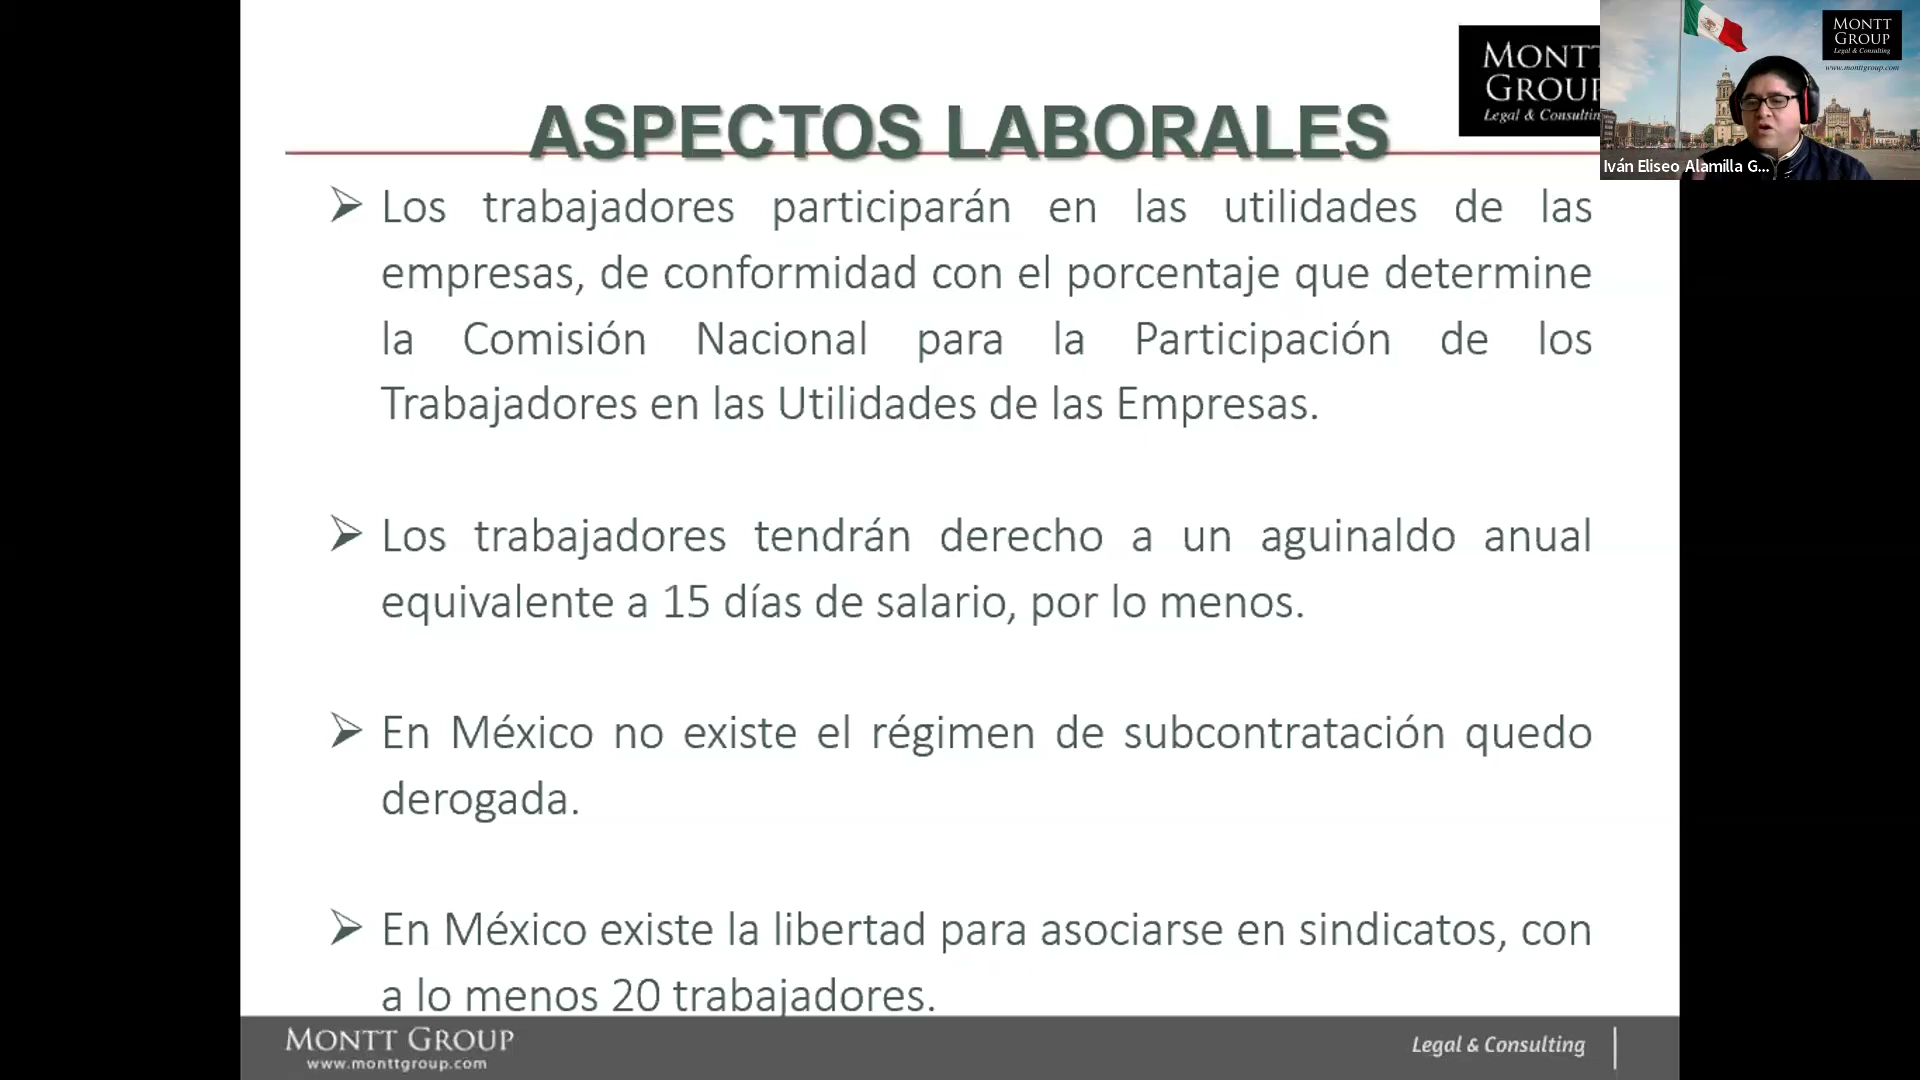 ASPECTOS LABORALES
MONTT
GROUP
Legal & Consultin
MONTT
GROUP
Legal & Consulting
www.monttgroup.com
Iván Eliseo Alamilla G...
Los trabajadores participarán en las utilidades de las
empresas, de conformidad con el porcentaje que determine
la Comisión Nacional para la Participación de los
Trabajadores en las Utilidades de las Empresas.
Los trabajadores tendrán derecho a un aguinaldo anual
equivalente a 15 días de salario, por lo menos.
En México no existe el régimen de subcontratación quedo
derogada.
En México existe la libertad para asociarse en sindicatos, con
a lo menos 20 trabajadores.
MONTT GROUP
www.monttgroup.com
Legal & Consulting